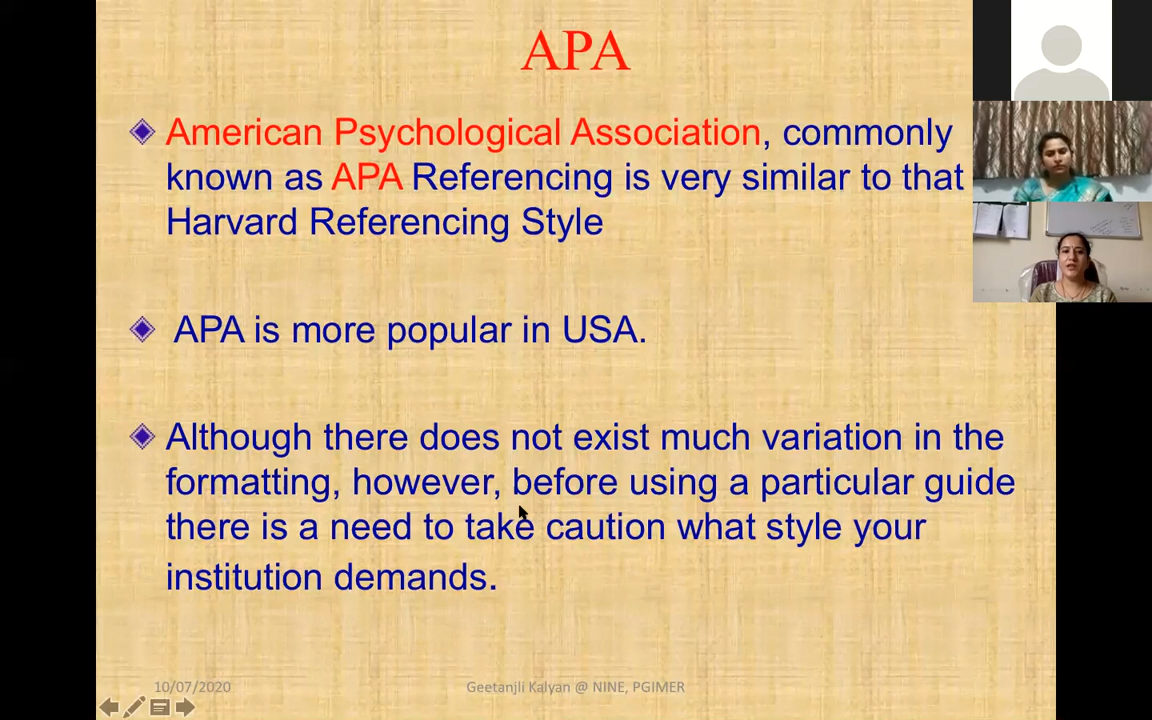 APA
American Psychological Association, commonly
known as APA Referencing is very similar to that
Harvard Referencing Style
APA is more popular in USA.
Although there does not exist much variation in the
formatting, however, before using a particular guide
there is a need to take caution what style your
institution demands.
10/07/2020
Geetanjli Kalyan @ NINE, PGIMER